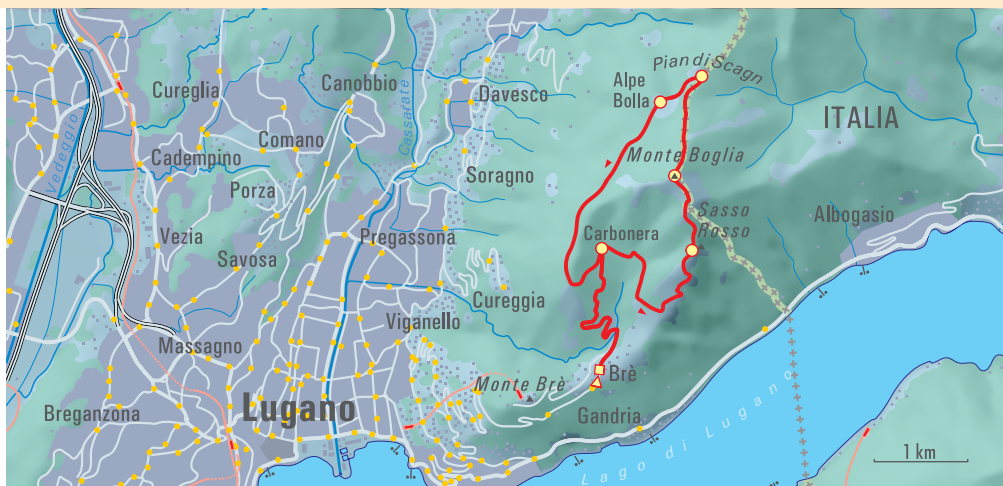 Pian di Scagn
Canobbio
Cureglia
Davesco
Alpe
Bolla
ITALIA
Vedeggio
Cassarate
Comano
Cadempino
Monte Boglia
Soragno
Porza
Sasso
Rosso
Albogasio
Carbonera
Vezia
Pregassona
Savosa
Cureggia
Viganello
Massagno
Brè
Monte Brè
Breganzona
Lugano
Gandria
Lago di Lugano
1 km